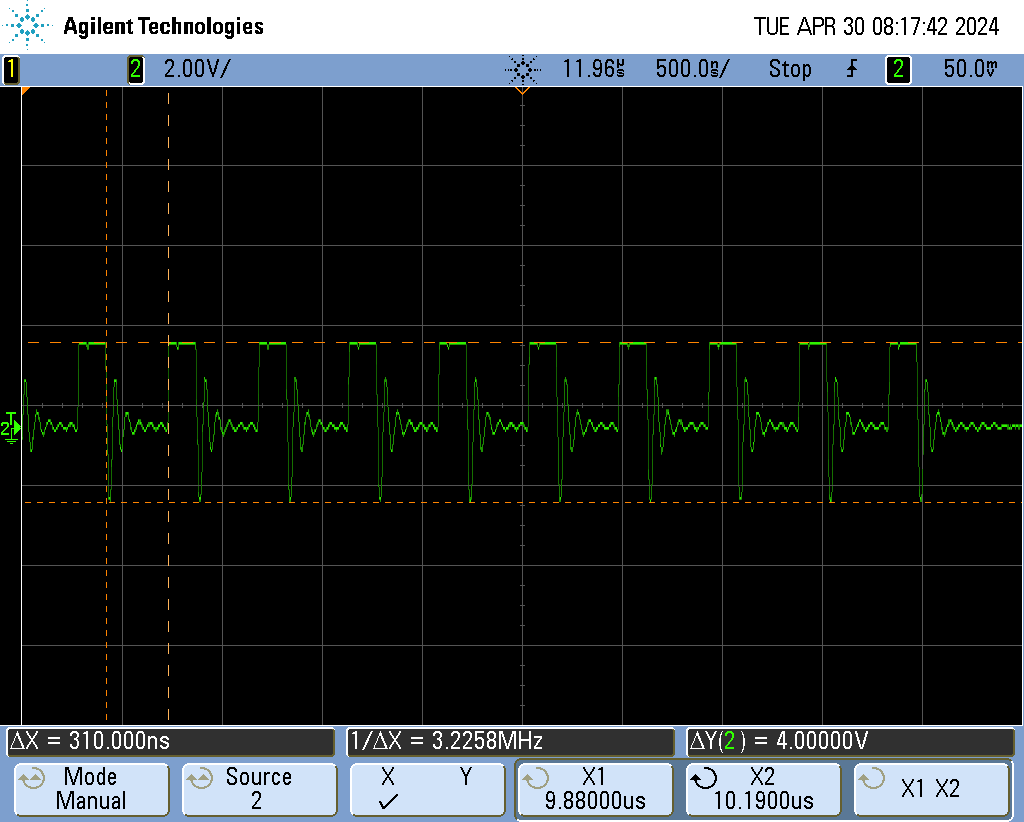 Agilent Technologies TUE APR 30 08:17:42 2024
1 2 2.00V/ 11.96µs 500.0ns/ Stop 2 50.0mV
2
ΔX = 310.000ns 1/ΔX = 3.2258MHz ΔY(2) = 4.00000V
Mode Source X Y X1 X2 X1 X2
Manual 2 9.88000us 10.1900us